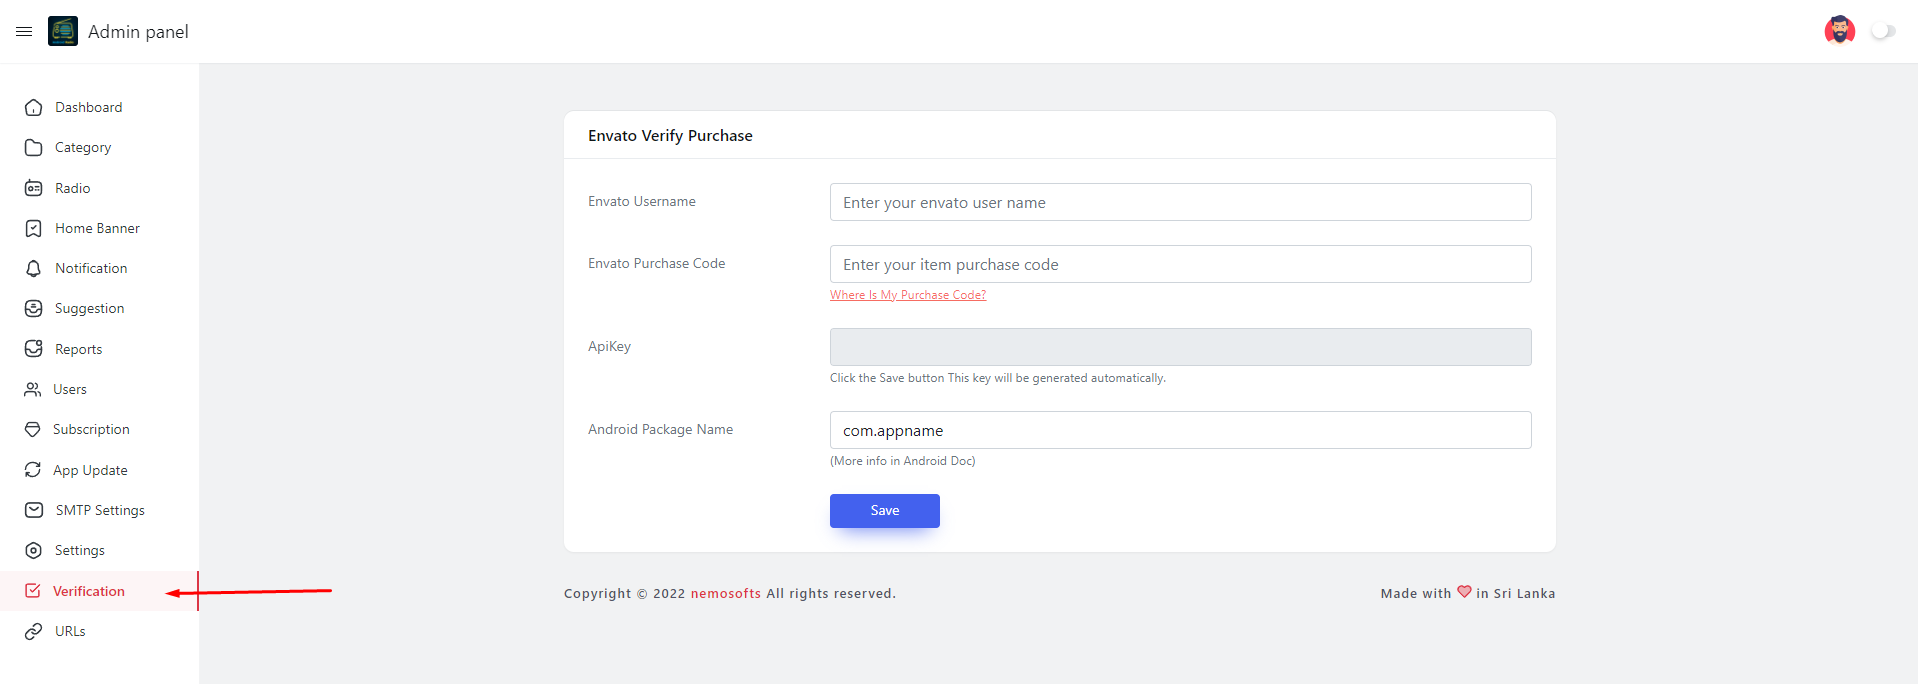 Admin panel
Dashboard
Category
Radio
Home Banner
Notification
Suggestion
Reports
Users
Subscription
App Update
SMTP Settings
Settings
Verification
URLs
Envato Verify Purchase
Envato Username
Enter your envato user name
Envato Purchase Code
Enter your item purchase code
Where Is My Purchase Code?
ApiKey
Click the Save button This key will be generated automatically.
Android Package Name
com.appname
(More info in Android Doc)
Save
Copyright © 2022 nemosofts All rights reserved.
Made with in Sri Lanka